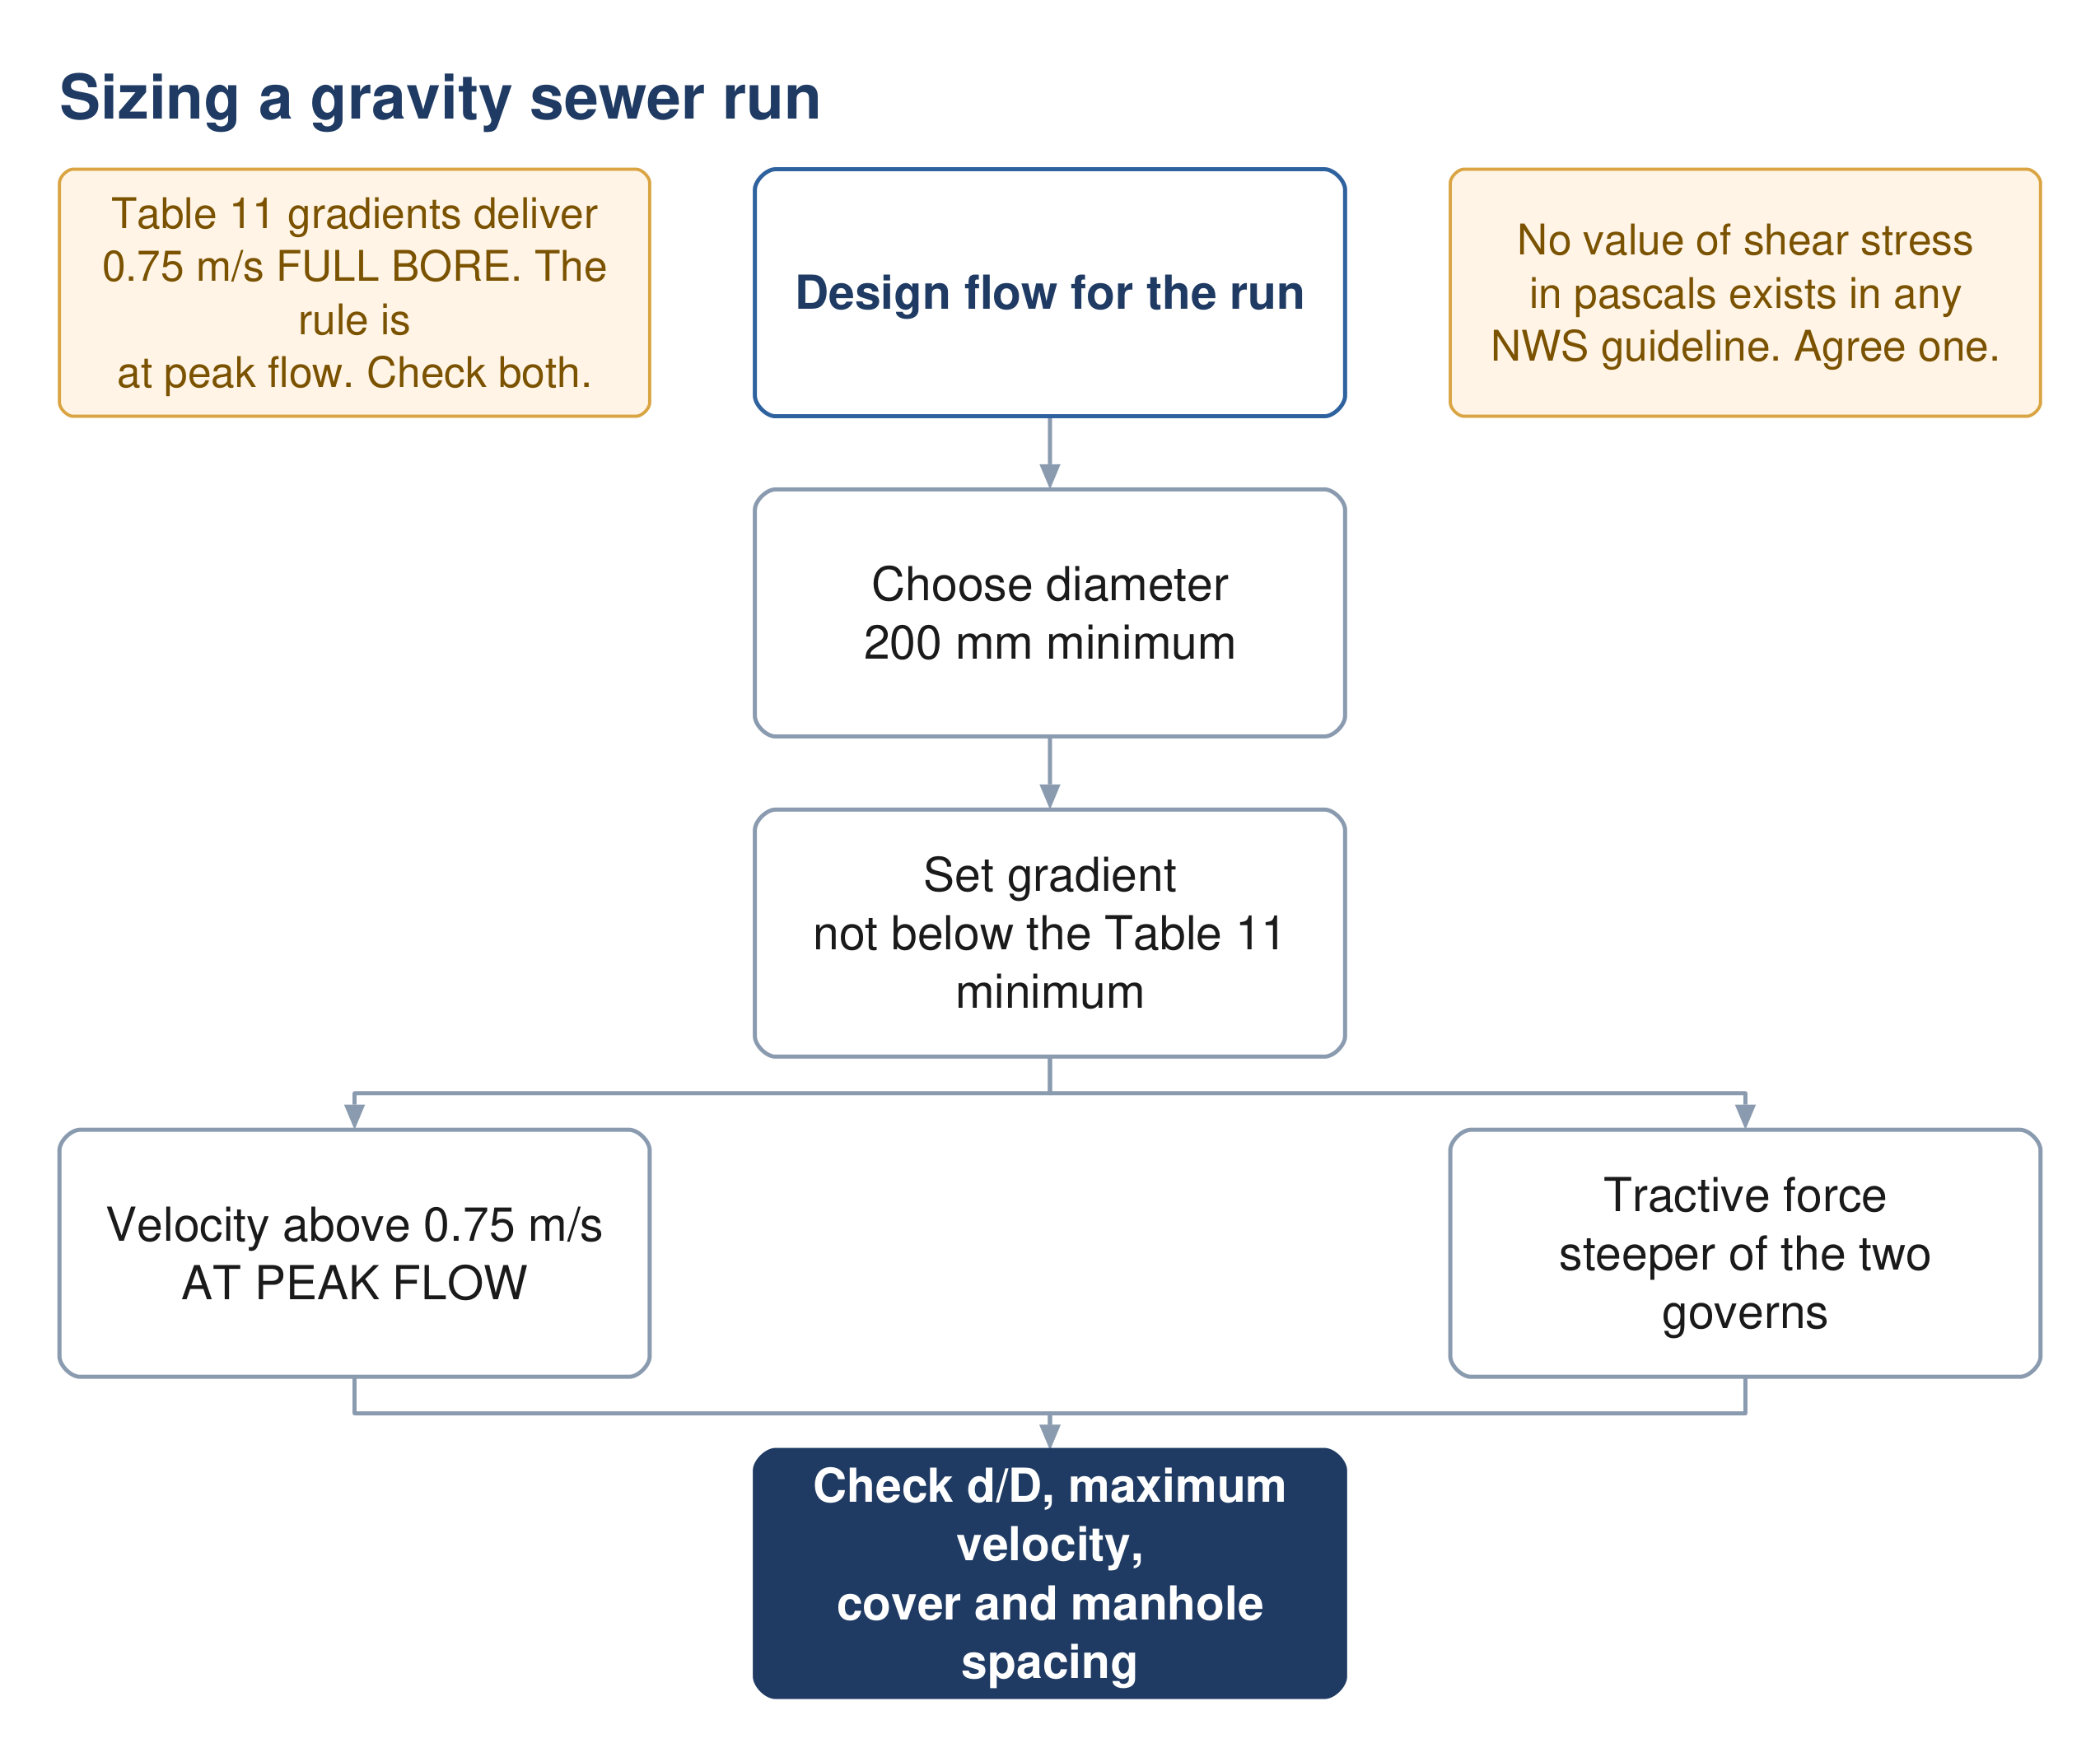 Sizing a gravity sewer run
Table 11 gradients deliver
0.75 m/s FULL BORE. The
rule is
at peak flow. Check both.
Design flow for the run
No value of shear stress
in pascals exists in any
NWS guideline. Agree one.
Choose diameter
200 mm minimum
Set gradient
not below the Table 11
minimum
Velocity above 0.75 m/s
AT PEAK FLOW
Tractive force
steeper of the two
governs
Check d/D, maximum
velocity,
cover and manhole
spacing